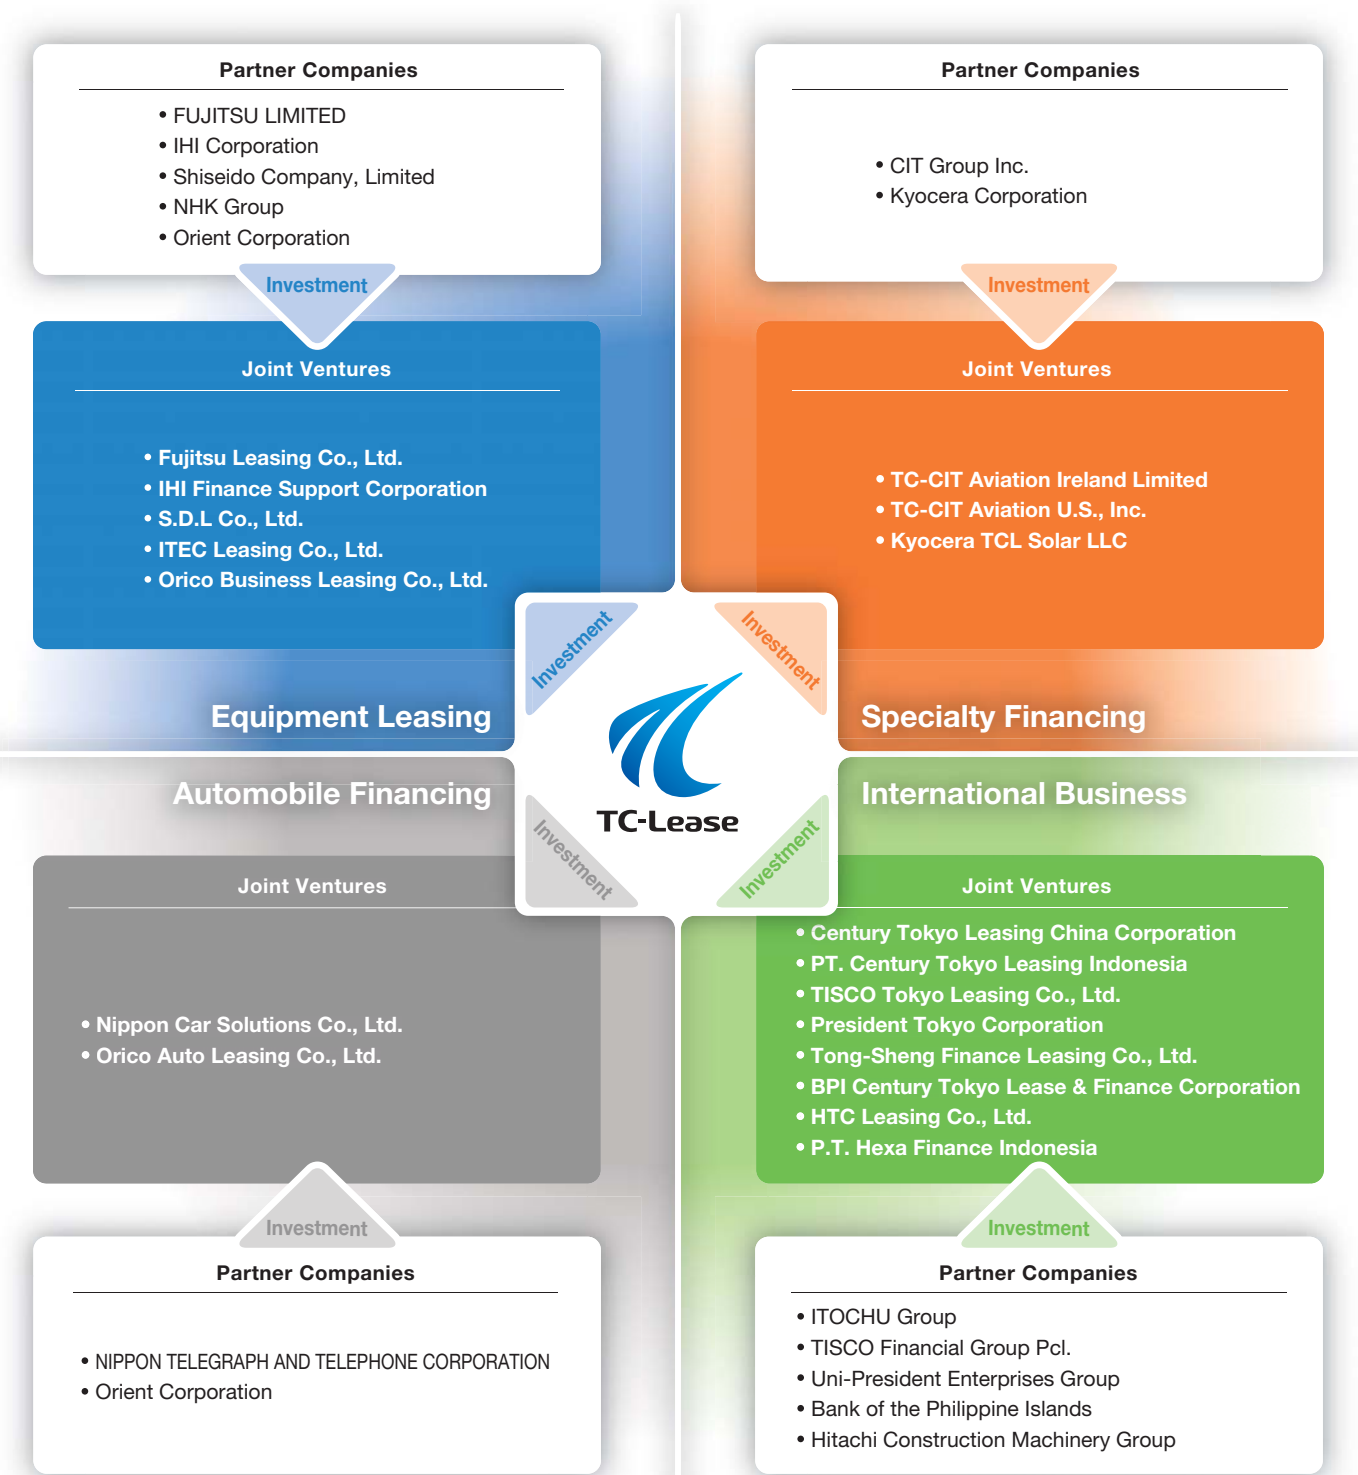 Partner Companies
• FUJITSU LIMITED
• IHI Corporation
• Shiseido Company, Limited
• NHK Group
• Orient Corporation
Investment
Joint Ventures
• Fujitsu Leasing Co., Ltd.
• IHI Finance Support Corporation
• S.D.L Co., Ltd.
• ITEC Leasing Co., Ltd.
• Orico Business Leasing Co., Ltd.
Investment
Equipment Leasing
Partner Companies
• CIT Group Inc.
• Kyocera Corporation
Investment
Joint Ventures
• TC-CIT Aviation Ireland Limited
• TC-CIT Aviation U.S., Inc.
• Kyocera TCL Solar LLC
Investment
Specialty Financing
TC-Lease
Automobile Financing
Investment
Joint Ventures
• Nippon Car Solutions Co., Ltd.
• Orico Auto Leasing Co., Ltd.
Investment
Partner Companies
• NIPPON TELEGRAPH AND TELEPHONE CORPORATION
• Orient Corporation
International Business
Investment
Joint Ventures
• Century Tokyo Leasing China Corporation
• PT. Century Tokyo Leasing Indonesia
• TISCO Tokyo Leasing Co., Ltd.
• President Tokyo Corporation
• Tong-Sheng Finance Leasing Co., Ltd.
• BPI Century Tokyo Lease & Finance Corporation
• HTC Leasing Co., Ltd.
• P.T. Hexa Finance Indonesia
Investment
Partner Companies
• ITOCHU Group
• TISCO Financial Group Pcl.
• Uni-President Enterprises Group
• Bank of the Philippine Islands
• Hitachi Construction Machinery Group